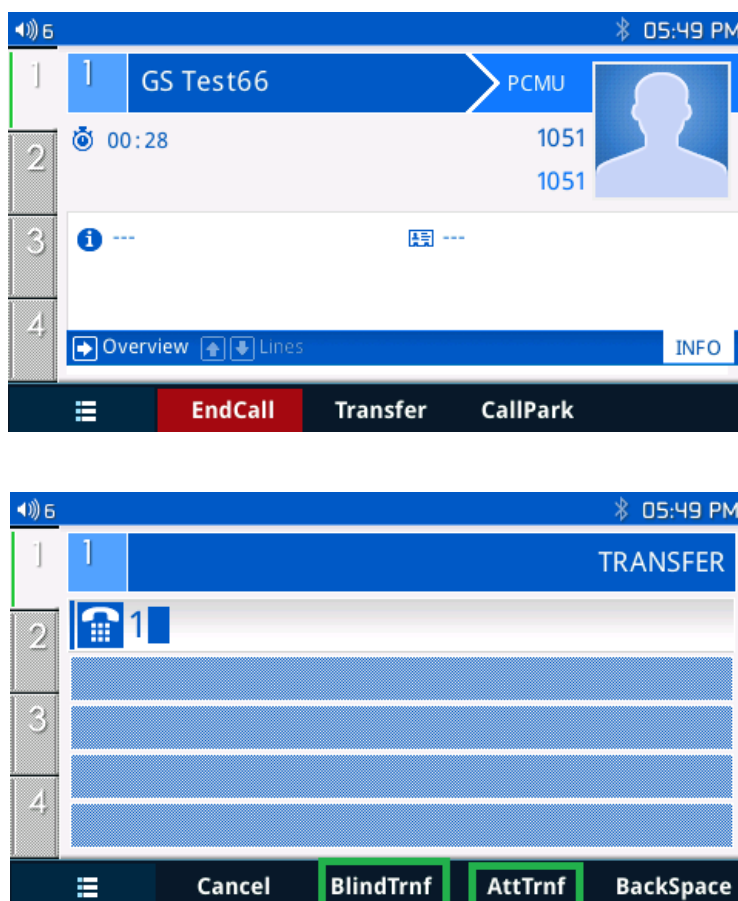 6 05:49 PM
1 1 GS Test66 PCMU
2 00:28 1051
1051
3 --- ---
4
Overview Lines INFO
EndCall Transfer CallPark
6 05:49 PM
1 1 TRANSFER
2 1
3
4
Cancel BlindTrnf AttTrnf BackSpace